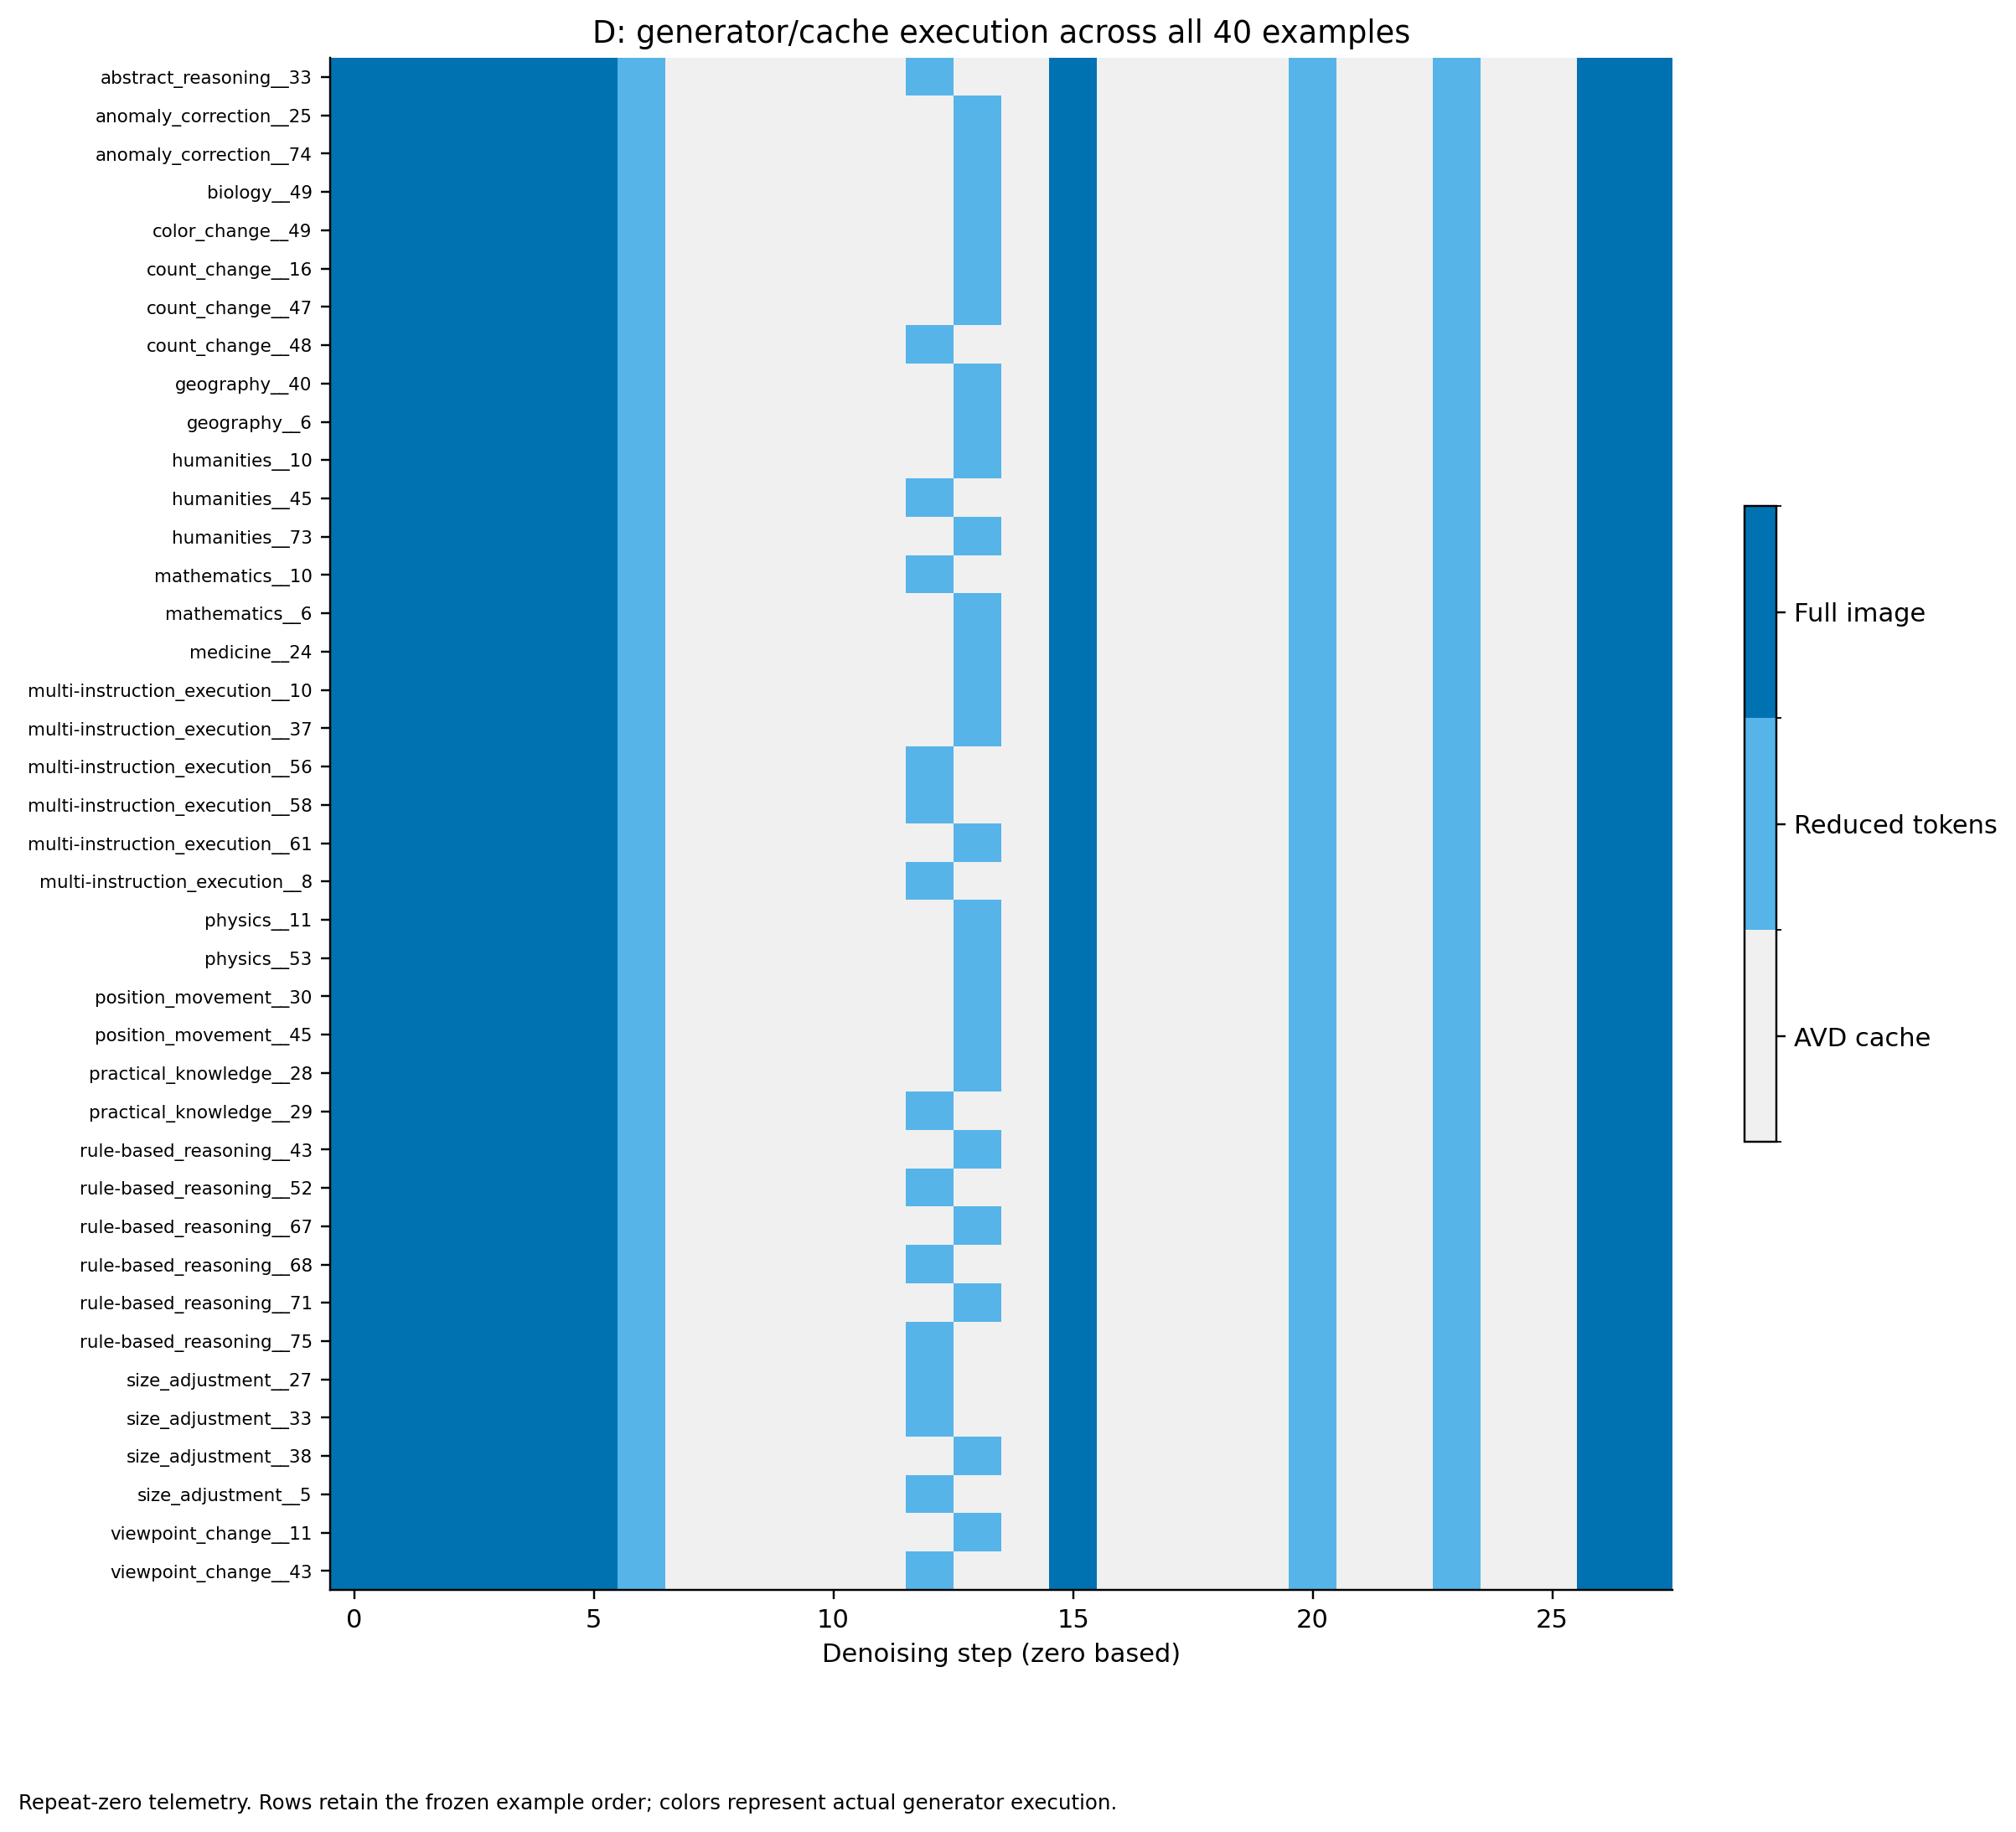 D: generator/cache execution across all 40 examples
abstract_reasoning__33
anomaly_correction__25
anomaly_correction__74
biology__49
color_change__49
count_change__16
count_change__47
count_change__48
geography__40
geography__6
humanities__10
humanities__45
humanities__73
mathematics__10
mathematics__6
medicine__24
multi-instruction_execution__10
multi-instruction_execution__37
multi-instruction_execution__56
multi-instruction_execution__58
multi-instruction_execution__61
multi-instruction_execution__8
physics__11
physics__53
position_movement__30
position_movement__45
practical_knowledge__28
practical_knowledge__29
rule-based_reasoning__43
rule-based_reasoning__52
rule-based_reasoning__67
rule-based_reasoning__68
rule-based_reasoning__71
rule-based_reasoning__75
size_adjustment__27
size_adjustment__33
size_adjustment__38
size_adjustment__5
viewpoint_change__11
viewpoint_change__43
0 5 10 15 20 25
Denoising step (zero based)
Full image
Reduced tokens
AVD cache
Repeat-zero telemetry. Rows retain the frozen example order; colors represent actual generator execution.